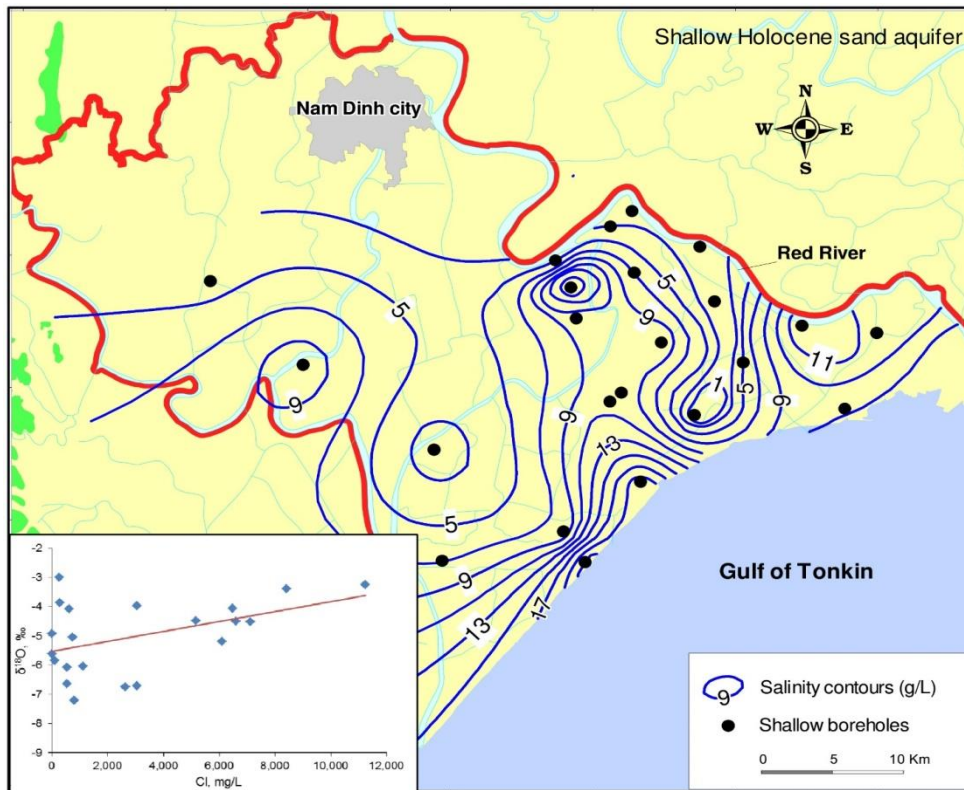 Shallow Holocene sand aquifer
Nam Dinh city
N
W E
S
Red River
5
5
9
1
5
9
11
9
9
13
5
9
13
17
Gulf of Tonkin
9 Salinity contours (g/L)
Shallow boreholes
0 5 10 Km
-2
-3
-4
-5
-6
-7
-8
-9
δ¹⁸O, ‰
0 2,000 4,000 6,000 8,000 10,000 12,000
Cl, mg/L